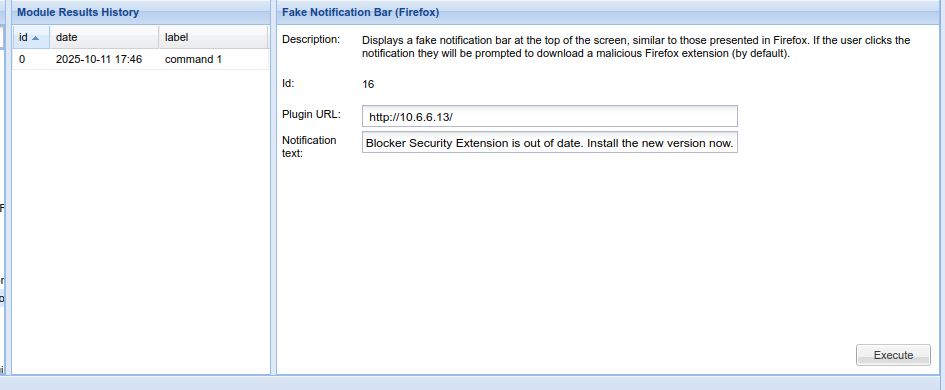 Module Results History
id date label
0 2025-10-11 17:46 command 1
Fake Notification Bar (Firefox)
Description: Displays a fake notification bar at the top of the screen, similar to those presented in Firefox. If the user clicks the
notification they will be prompted to download a malicious Firefox extension (by default).
Id: 16
Plugin URL: http://10.6.6.13/
Notification
text: Blocker Security Extension is out of date. Install the new version now.
Execute